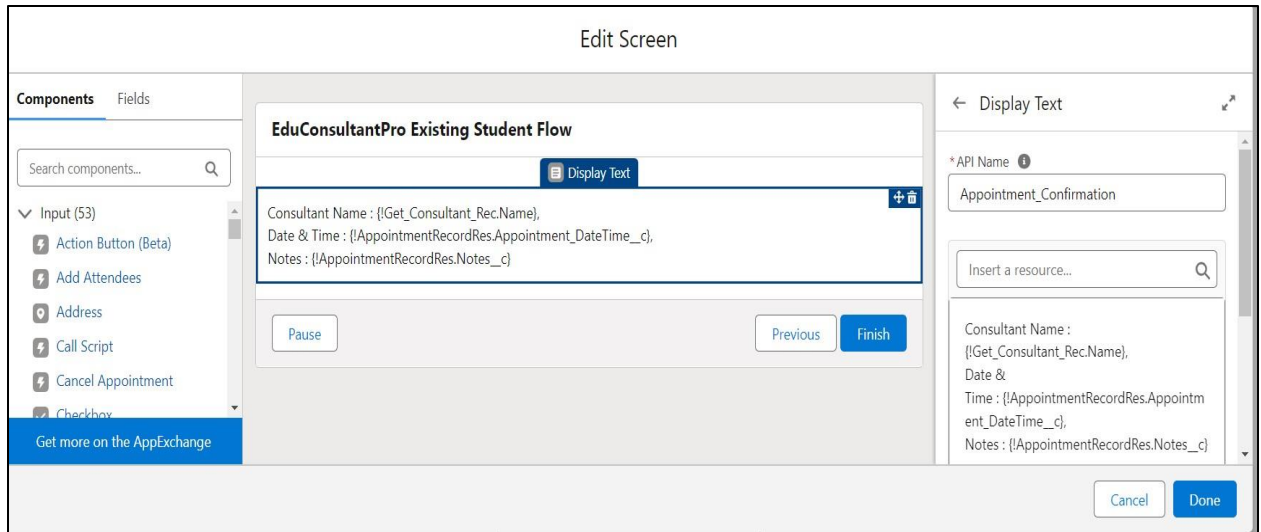 Edit Screen
Components Fields
Search components...
Input (53)
Action Button (Beta)
Add Attendees
Address
Call Script
Cancel Appointment
Checkbox
Get more on the AppExchange
EduConsultantPro Existing Student Flow
Display Text
Consultant Name : {!Get_Consultant_Rec.Name},
Date & Time : {!AppointmentRecordRes.Appointment_DateTime__c},
Notes : {!AppointmentRecordRes.Notes__c}
Pause Previous Finish
Display Text
*API Name
Appointment_Confirmation
Insert a resource...
Consultant Name :
{!Get_Consultant_Rec.Name},
Date &
Time : {!AppointmentRecordRes.Appointm
ent_DateTime__c},
Notes : {!AppointmentRecordRes.Notes__c}
Cancel Done